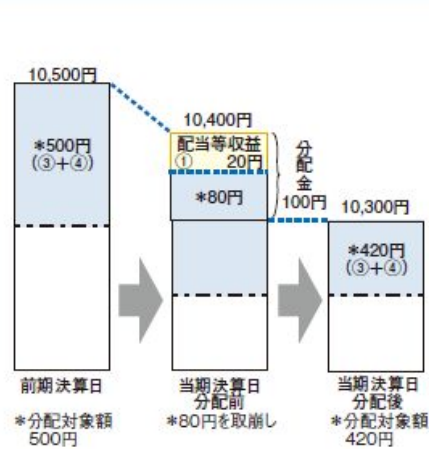 10,500円
*500円
(③+④)
前期決算日
*分配対象額
500円
10,400円
配当等収益
① 20円
*80円
分配金
100円
当期決算日
分配前
*80円を取崩し
10,300円
*420円
(③+④)
当期決算日
分配後
*分配対象額
420円